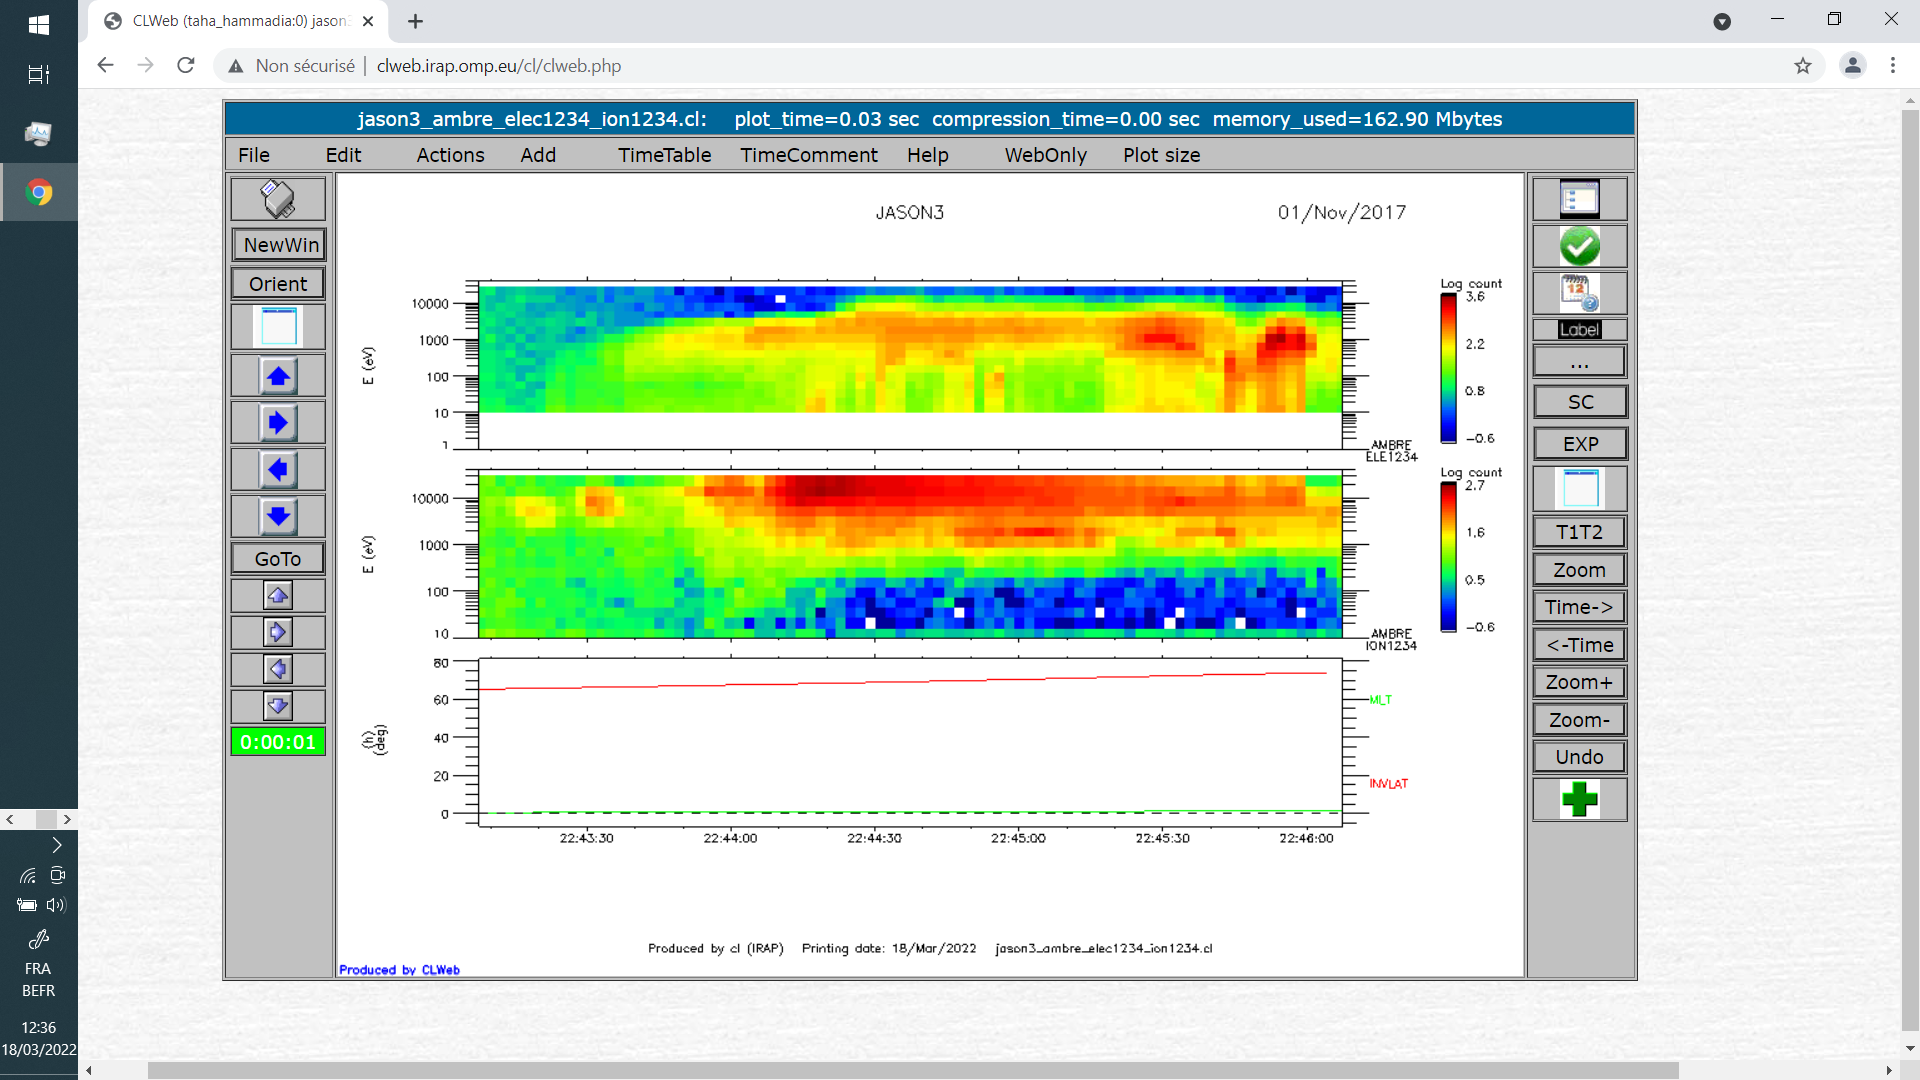 CLWeb (taha_hammadia:0) jason3
Non sécurisé | clweb.irap.omp.eu/cl/clweb.php
jason3_ambre_elec1234_ion1234.cl: plot_time=0.03 sec compression_time=0.00 sec memory_used=162.90 Mbytes
File Edit Actions Add TimeTable TimeComment Help WebOnly Plot size
NewWin
Orient
GoTo
0:00:01
JASON3 01/Nov/2017
E (eV)
10000
1000
100
10
1
Log count
3.6
2.2
0.8
-0.6
AMBRE
ELE1234
E (eV)
10000
1000
100
10
Log count
2.7
1.6
0.5
-0.6
AMBRE
ION1234
(h)
(deg)
80
60
40
20
0
MLT
INVLAT
22:43:30 22:44:00 22:44:30 22:45:00 22:45:30 22:46:00
Produced by cl (IRAP) Printing date: 18/Mar/2022 jason3_ambre_elec1234_ion1234.cl
Produced by CLWeb
12
Label
...
SC
EXP
T1T2
Zoom
Time->
<-Time
Zoom+
Zoom-
Undo
FRA
BEFR
12:36
18/03/2022